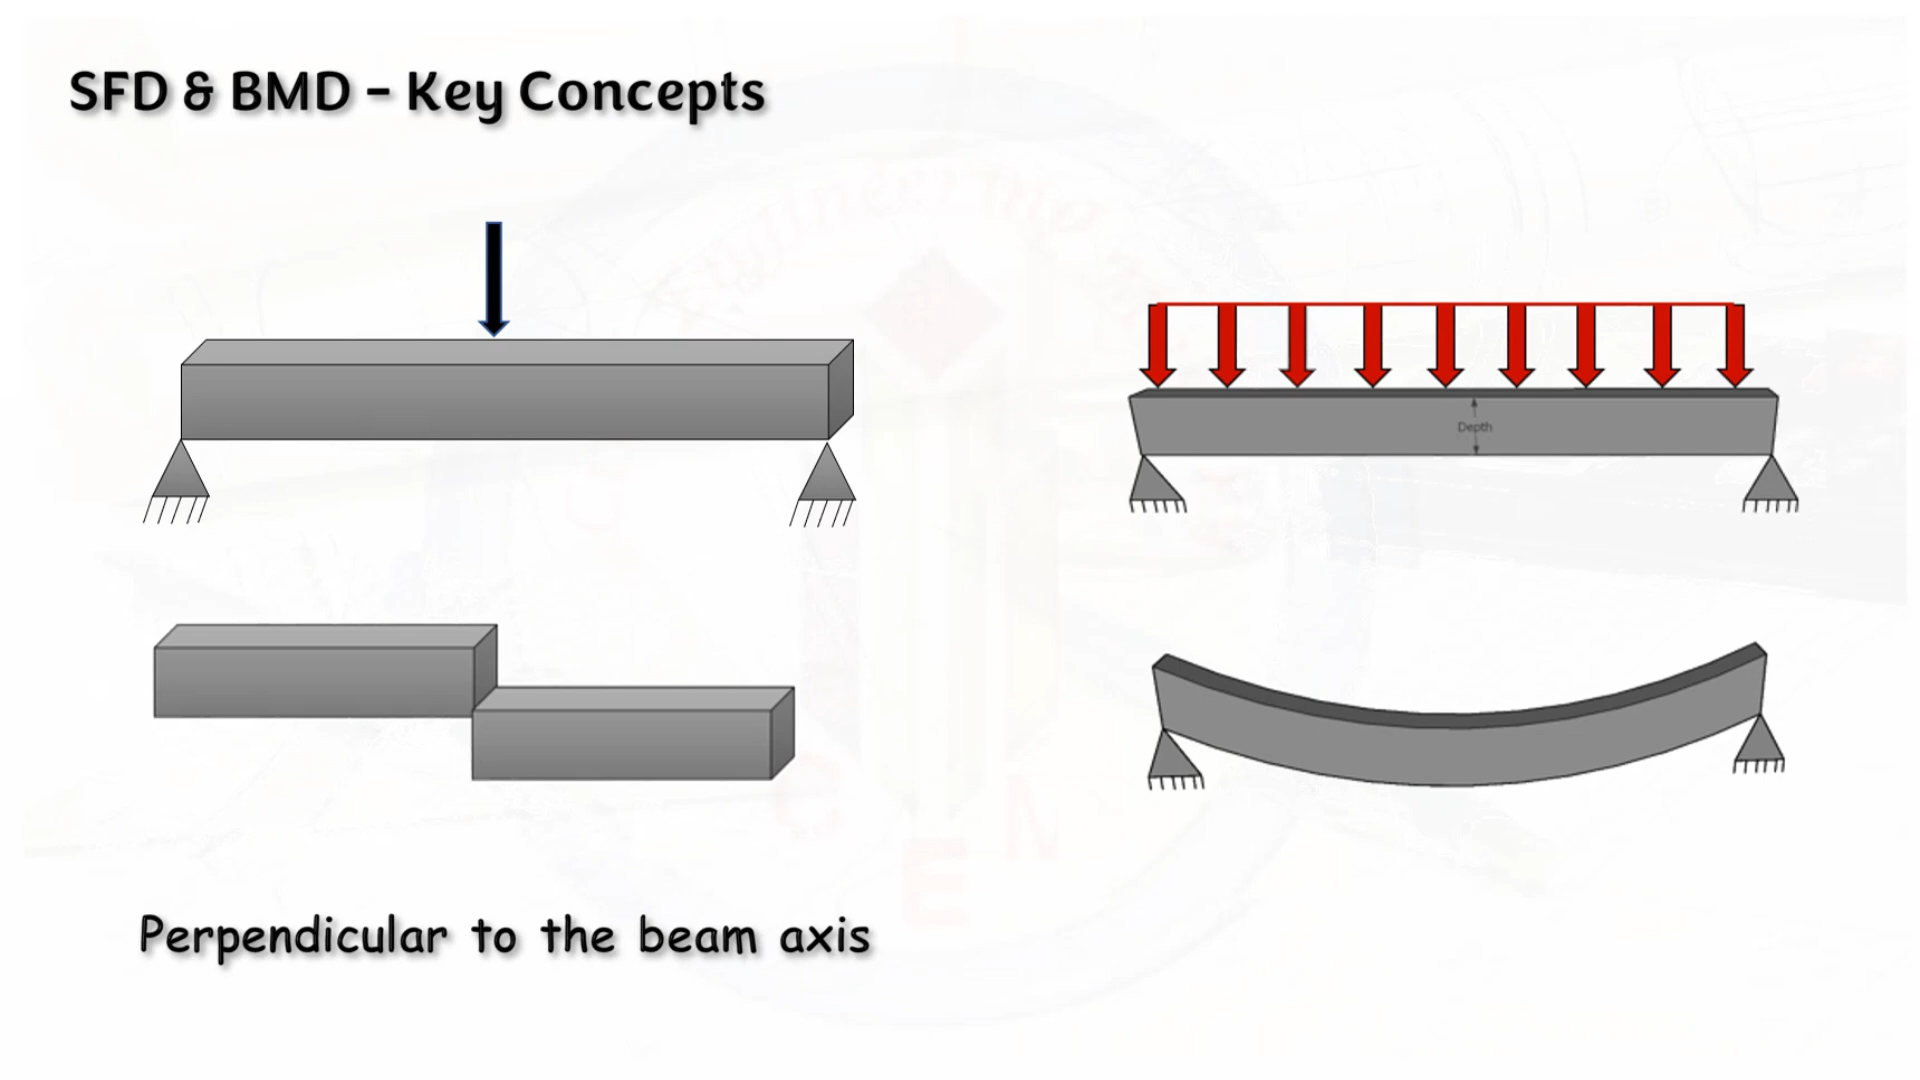 SFD & BMD - Key Concepts
Depth
Perpendicular to the beam axis